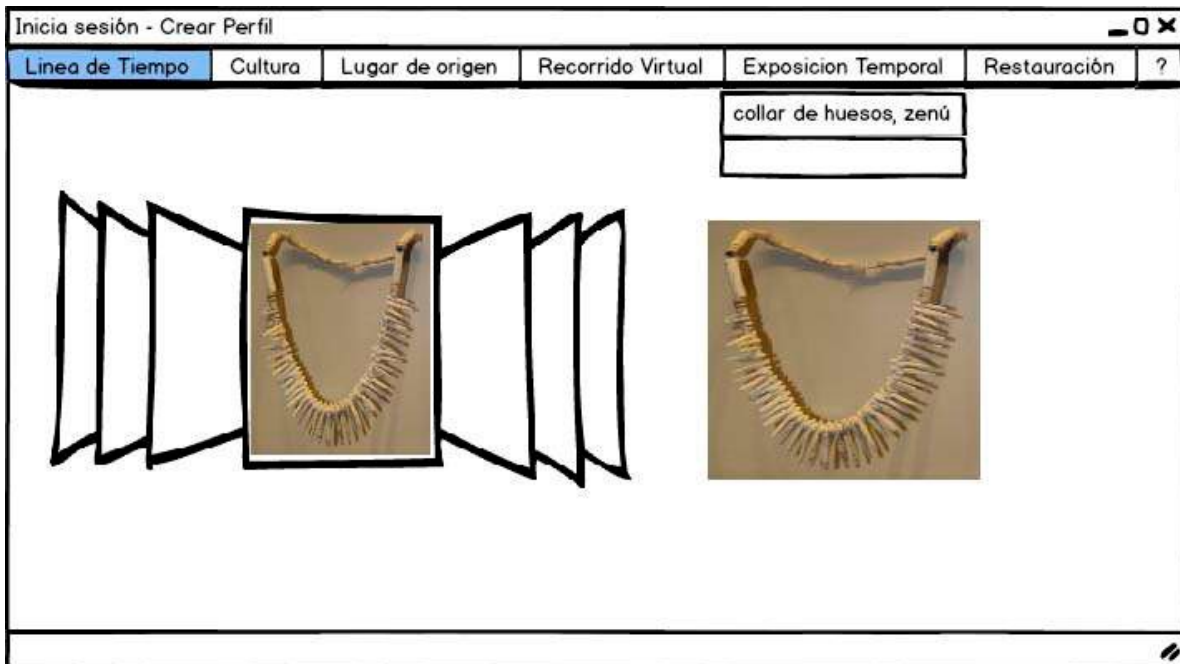 Inicia sesión - Crear Perfil
Linea de Tiempo Cultura Lugar de origen Recorrido Virtual Exposicion Temporal Restauración ?
collar de huesos, zenú